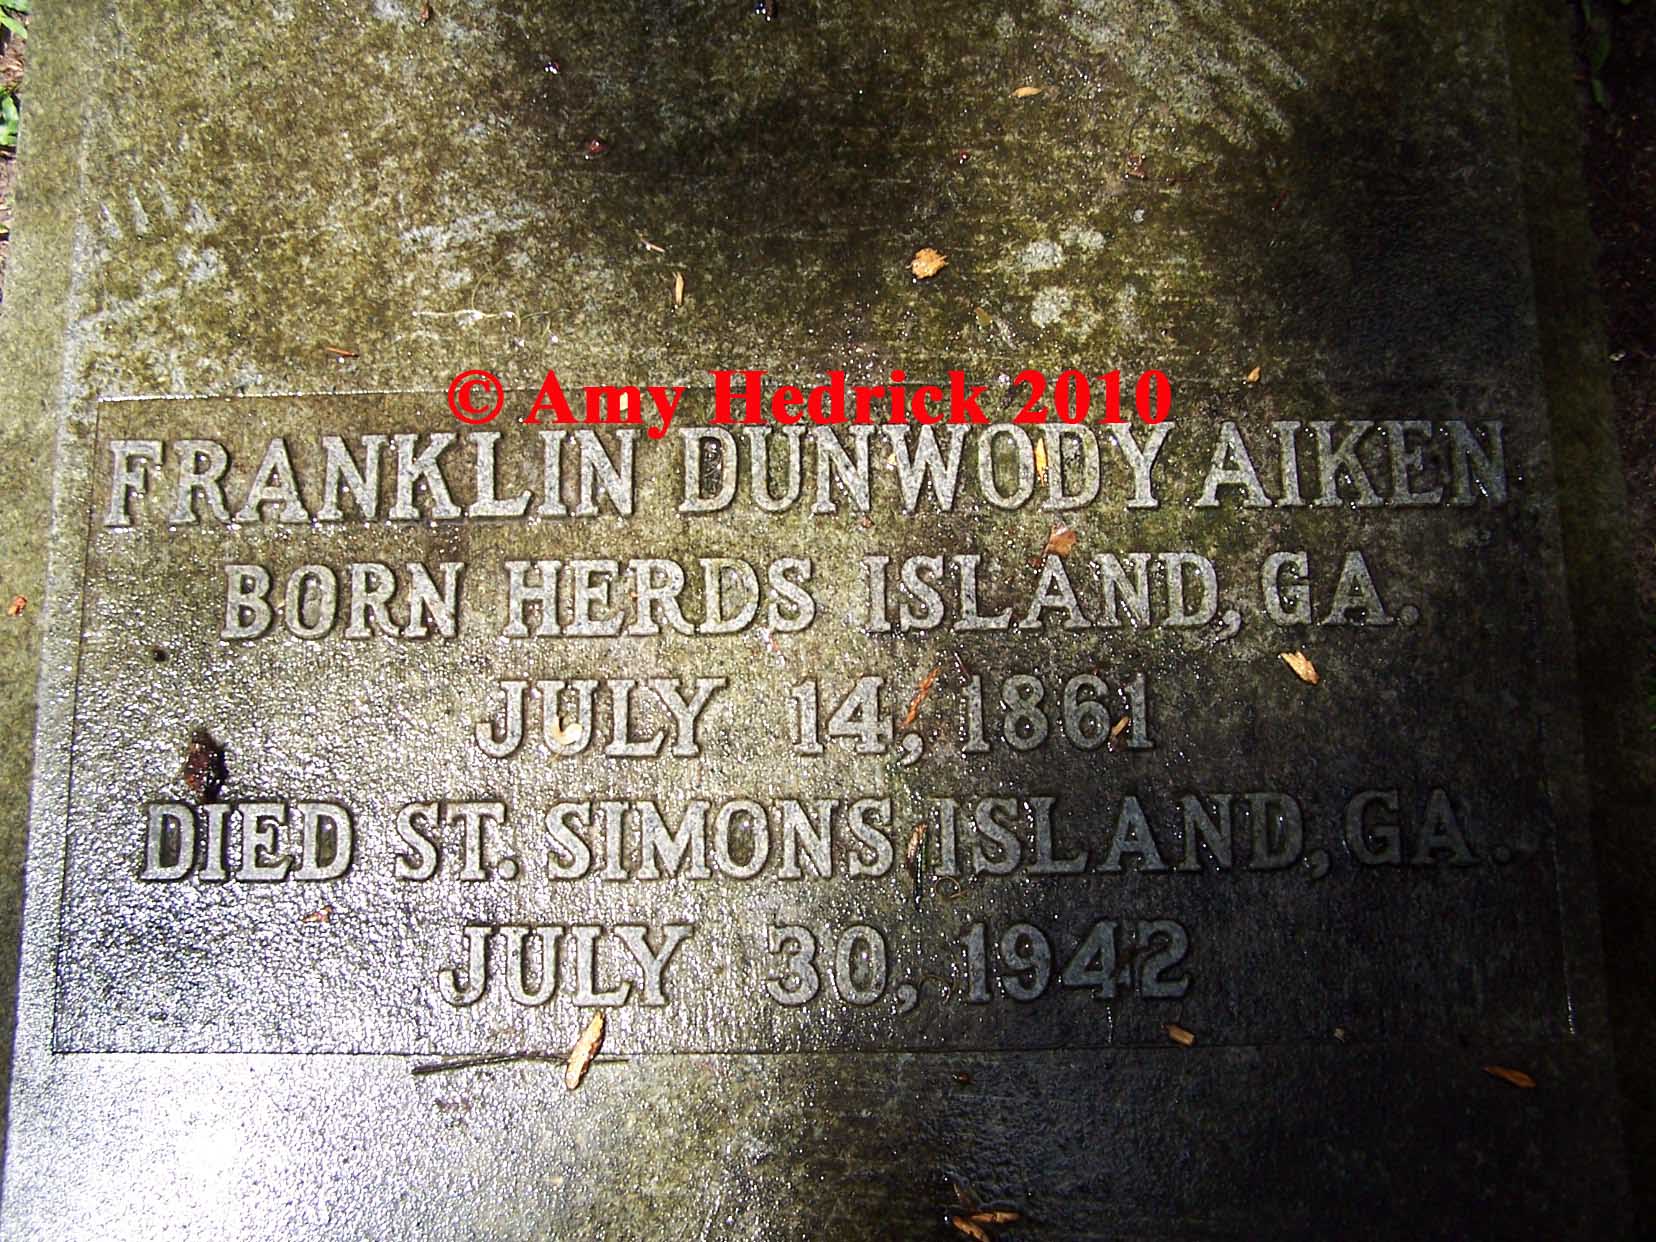 © Amy Hedrick 2010
FRANKLIN DUNWODY AIKEN
BORN HERDS ISLAND, GA.
JULY 14, 1861
DIED ST. SIMONS ISLAND, GA.
JULY 30, 1942